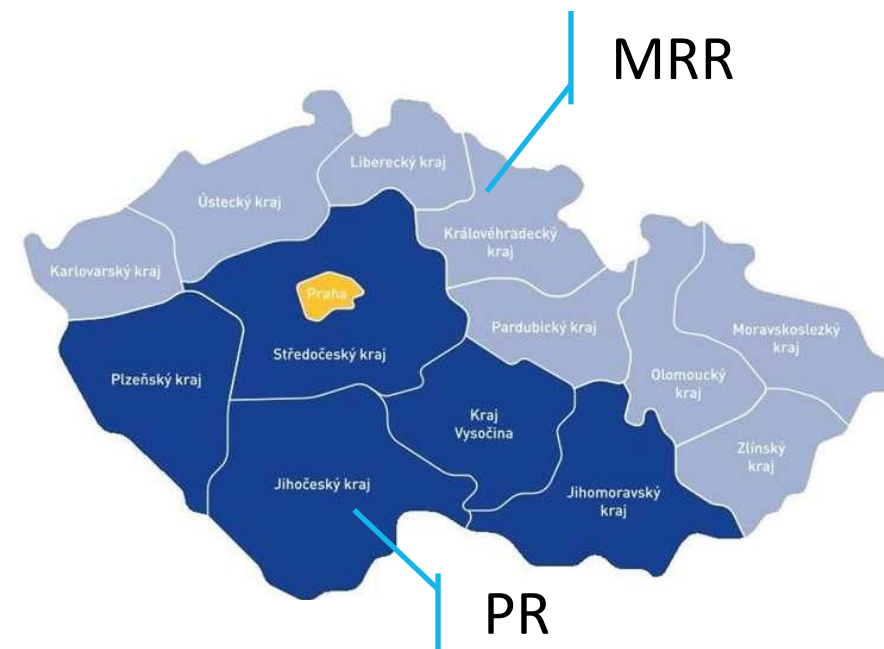 MRR
Liberecký kraj
Ústecký kraj
Královéhradecký
kraj
Karlovarský kraj
Praha
Pardubický kraj
Moravskoslezký
kraj
Středočeský kraj
Plzeňský kraj
Olomoucký
kraj
Kraj
Vysočina
Zlínský
kraj
Jihočeský kraj
Jihomoravský
kraj
PR